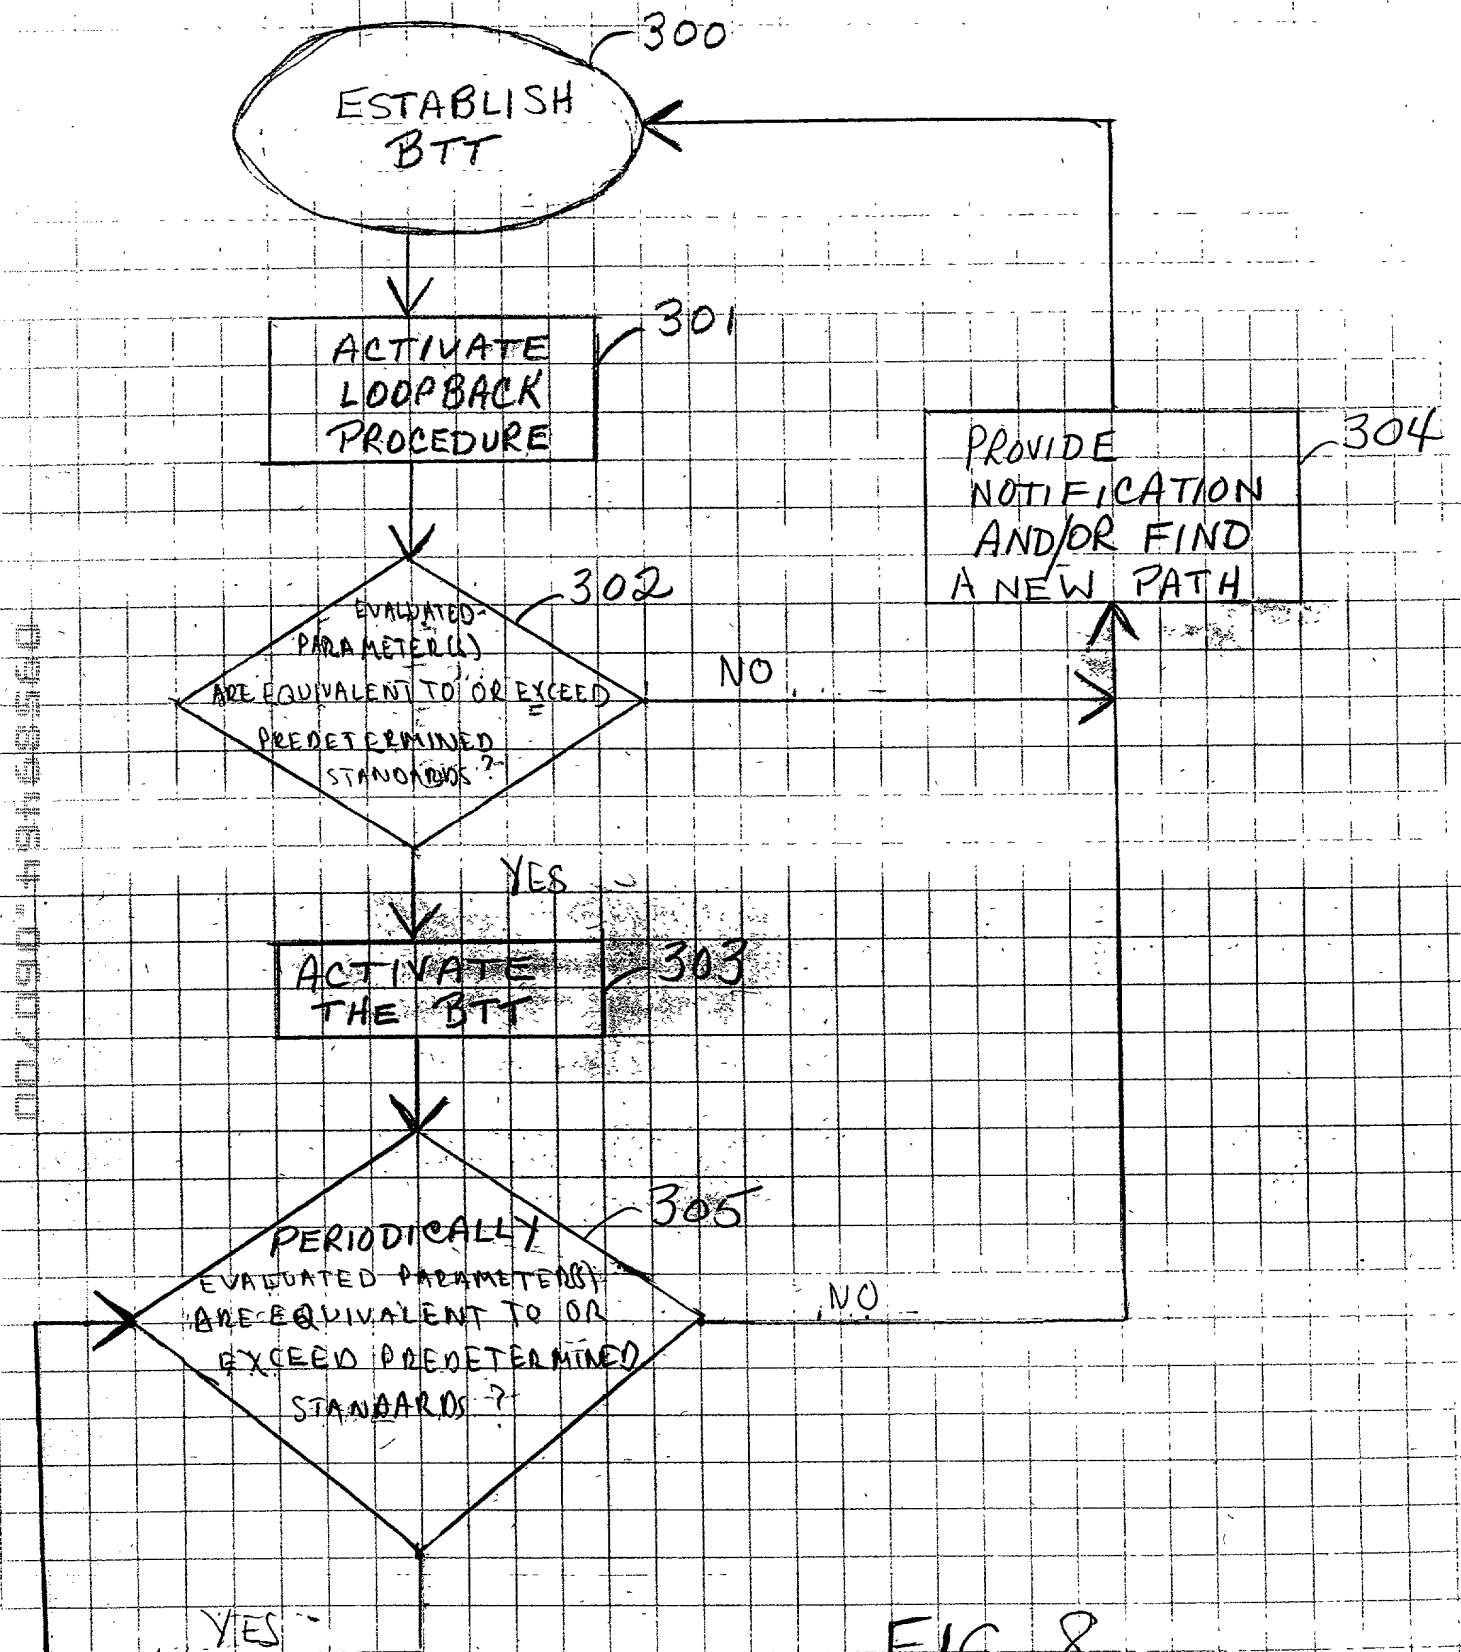 300
ESTABLISH
BTT
301
ACTIVATE
LOOPBACK
PROCEDURE
304
PROVIDE
NOTIFICATION
AND/OR FIND
A NEW PATH
302
EVALUATED
PARAMETER(S)
ARE EQUIVALENT TO OR EXCEED
PREDETERMINED
STANDARDS?
NO
YES
303
ACTIVATE
THE BTT
305
PERIODICALLY
EVALUATED PARAMETER(S)
ARE EQUIVALENT TO OR
EXCEED PREDETERMINED
STANDARDS?
NO
YES
FIG 8